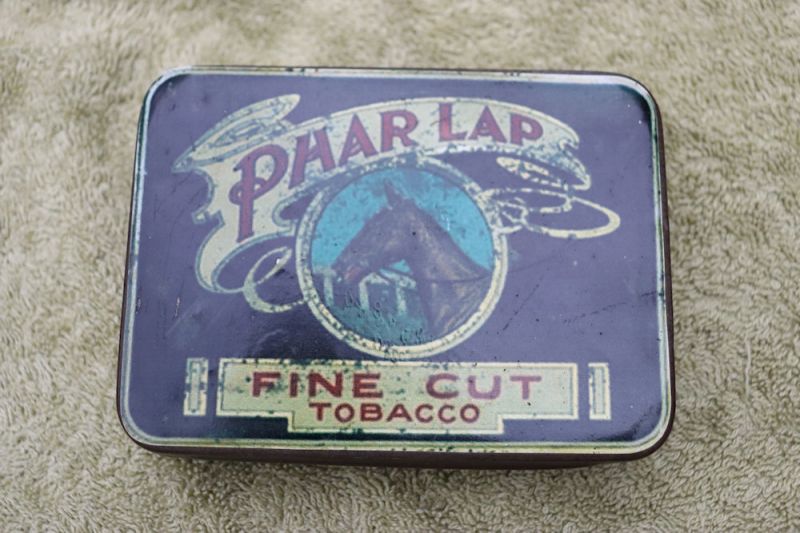 PHAR LAP
FINE CUT
TOBACCO